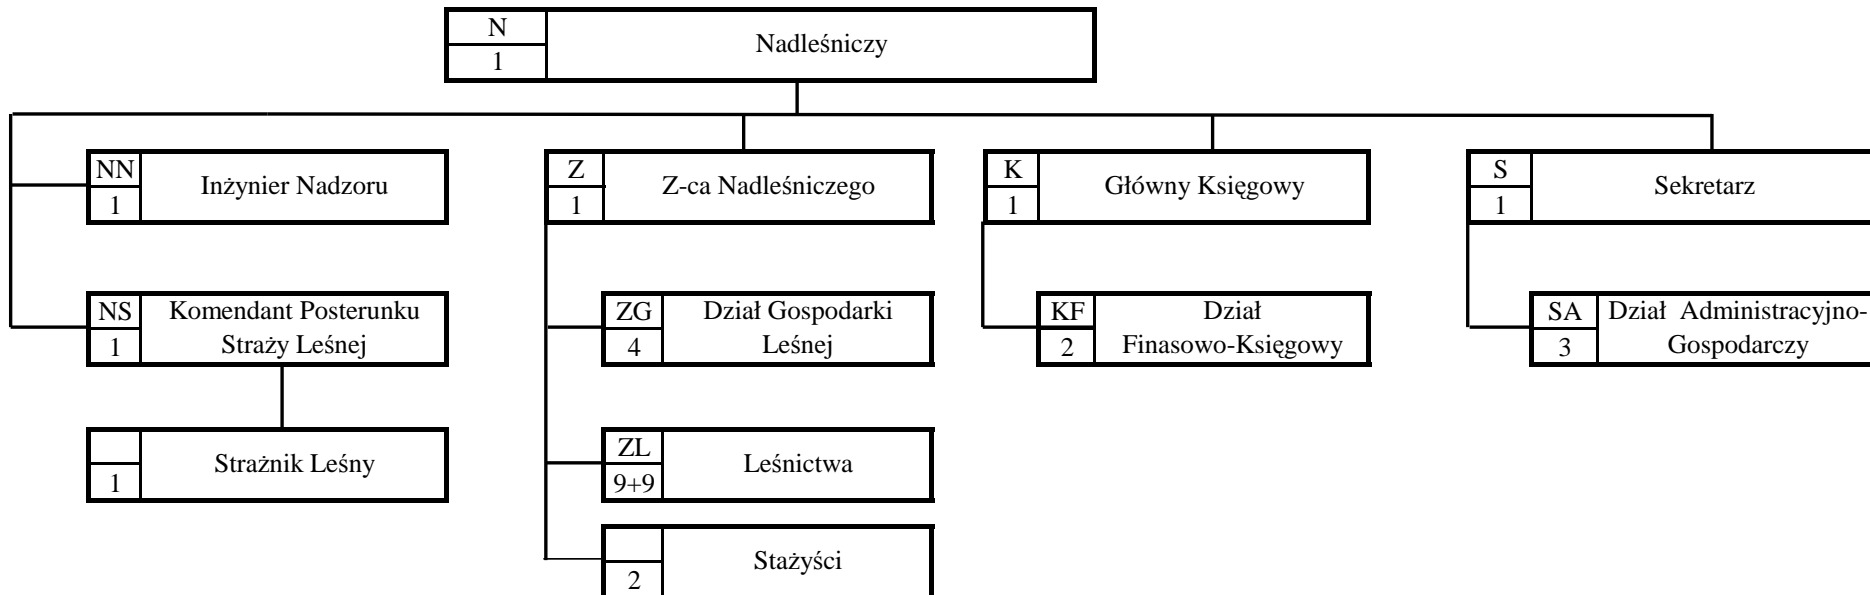 N
1
Nadleśniczy
NN
1
Inżynier Nadzoru
Z
1
Z-ca Nadleśniczego
K
1
Główny Księgowy
S
1
Sekretarz
NS
1
Komendant Posterunku
Straży Leśnej
ZG
4
Dział Gospodarki
Leśnej
KF
2
Dział
Finasowo-Księgowy
SA
3
Dział Administracyjno-
Gospodarczy
1
Strażnik Leśny
ZL
9+9
Leśnictwa
2
Stażyści